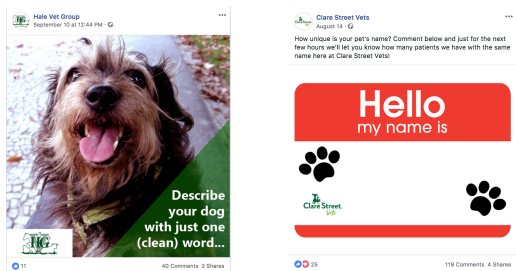 Hale Vet Group
September 10 at 12:44 PM ·
Describe
your dog
with just one
(clean) word...
HG
11
40 Comments 2 Shares
Clare Street Vets
August 14 ·
How unique is your pet's name? Comment below and just for the next
few hours we'll let you know how many patients we have with the same
name here at Clare Street Vets!
Hello
my name is
Clare Street
Vets
25
119 Comments 4 Shares